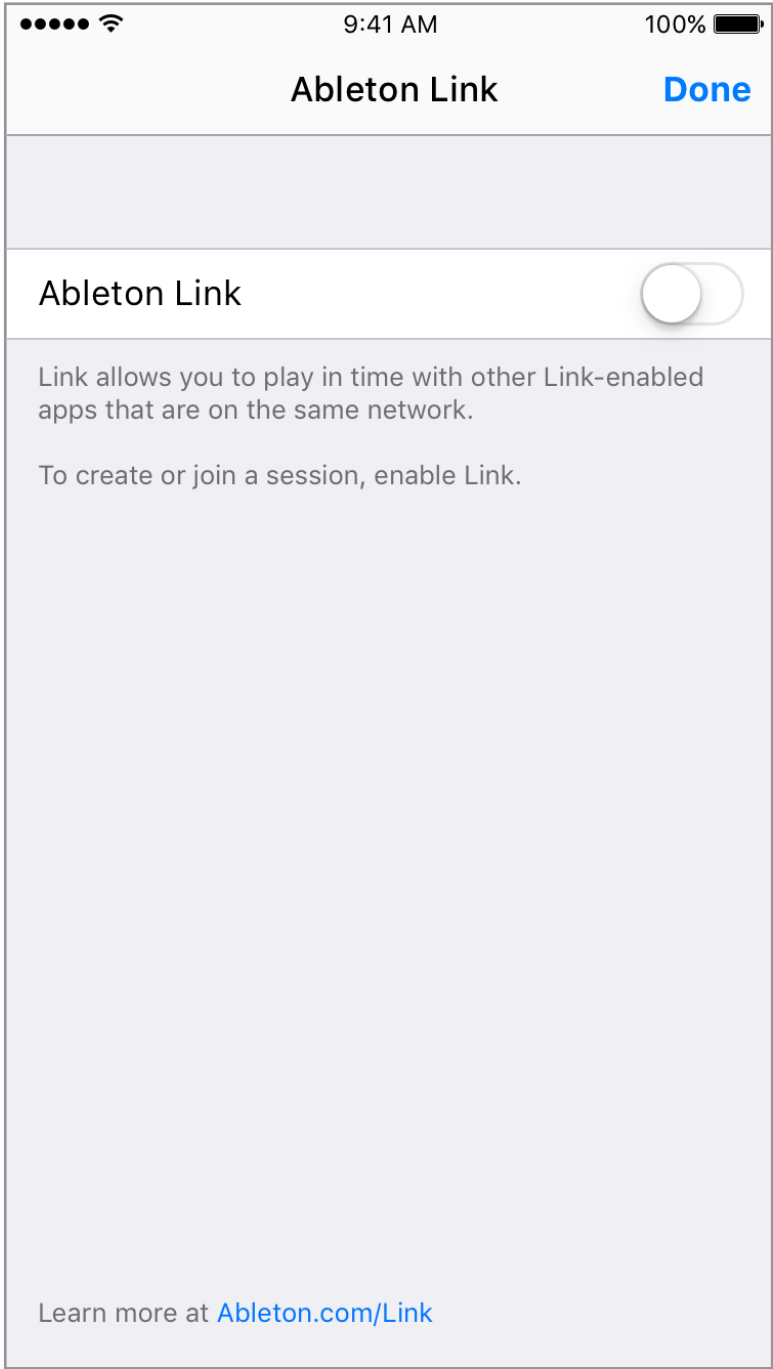 9:41 AM 100%
Ableton Link Done
Ableton Link
Link allows you to play in time with other Link-enabled
apps that are on the same network.
To create or join a session, enable Link.
Learn more at Ableton.com/Link